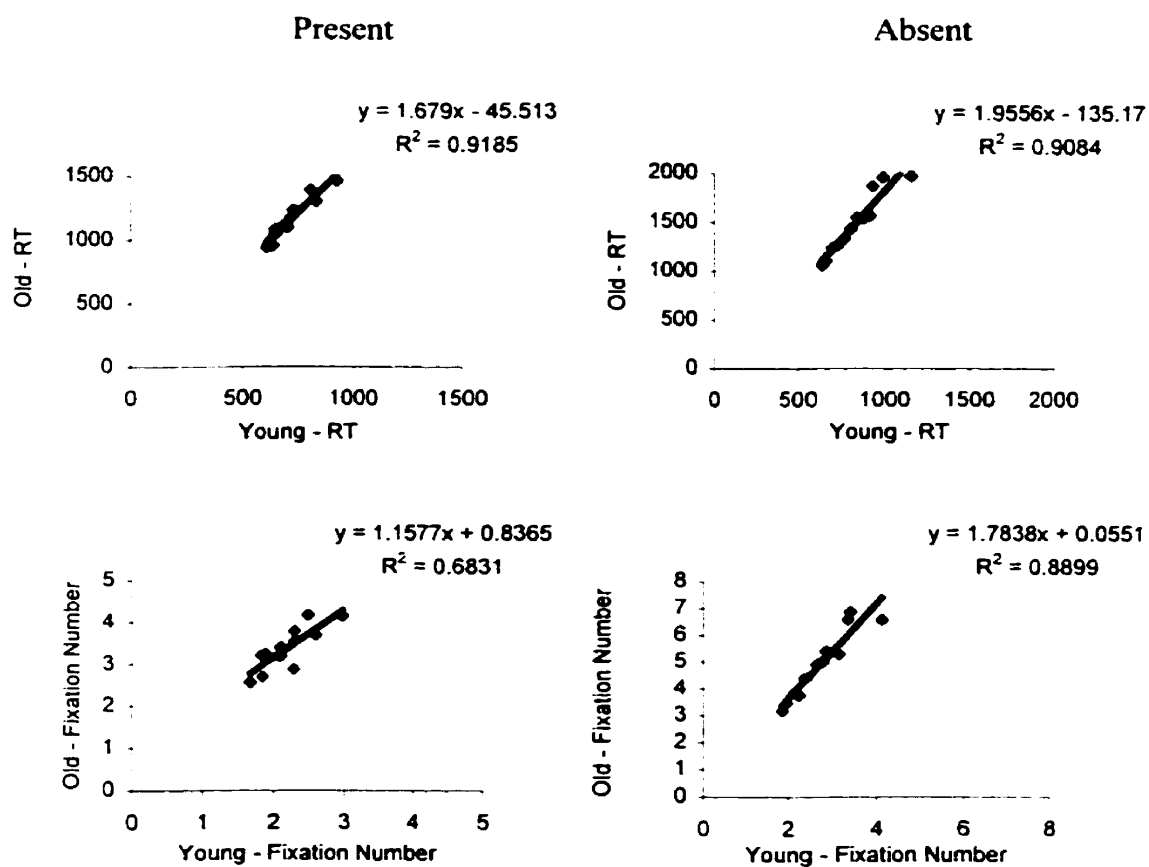 Present
Absent
y = 1.679x - 45.513
R² = 0.9185
1500
1000
500
0
0 500 1000 1500
Old - RT
Young - RT
y = 1.9556x - 135.17
R² = 0.9084
2000
1500
1000
500
0
0 500 1000 1500 2000
Old - RT
Young - RT
y = 1.1577x + 0.8365
R² = 0.6831
5
4
3
2
1
0
0 1 2 3 4 5
Old - Fixation Number
Young - Fixation Number
y = 1.7838x + 0.0551
R² = 0.8899
8
7
6
5
4
3
2
1
0
0 2 4 6 8
Old - Fixation Number
Young - Fixation Number